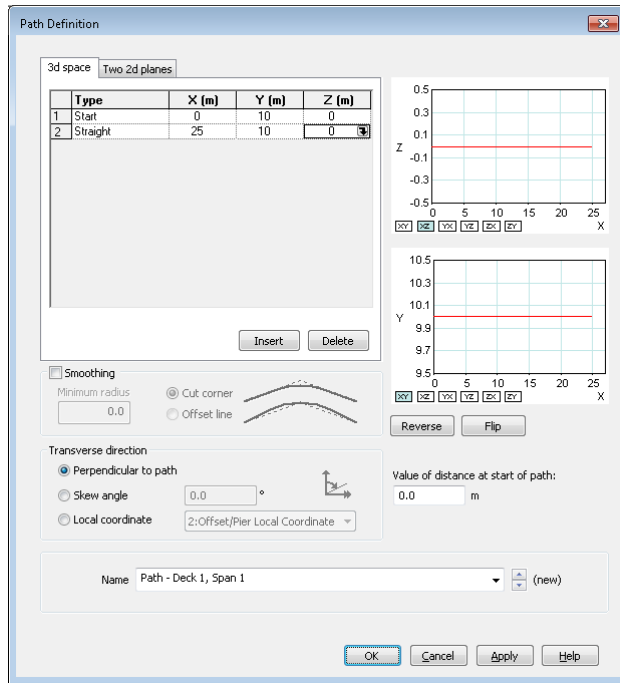 Path Definition
3d space Two 2d planes
Type X (m) Y (m) Z (m)
1 Start 0 10 0
2 Straight 25 10 0
Insert Delete
0.5
0.3
0.1
Z -0.1
-0.3
-0.5
0 5 10 15 20 25
XY XZ YX YZ ZX ZY X
10.5
10.3
10.1
Y 9.9
9.7
9.5
0 5 10 15 20 25
XY XZ YX YZ ZX ZY X
Reverse Flip
Smoothing
Minimum radius
0.0
Cut corner
Offset line
Transverse direction
Perpendicular to path
Skew angle 0.0 °
Local coordinate 2:Offset/Pier Local Coordinate
Value of distance at start of path:
0.0 m
Name Path - Deck 1, Span 1 (new)
OK Cancel Apply Help